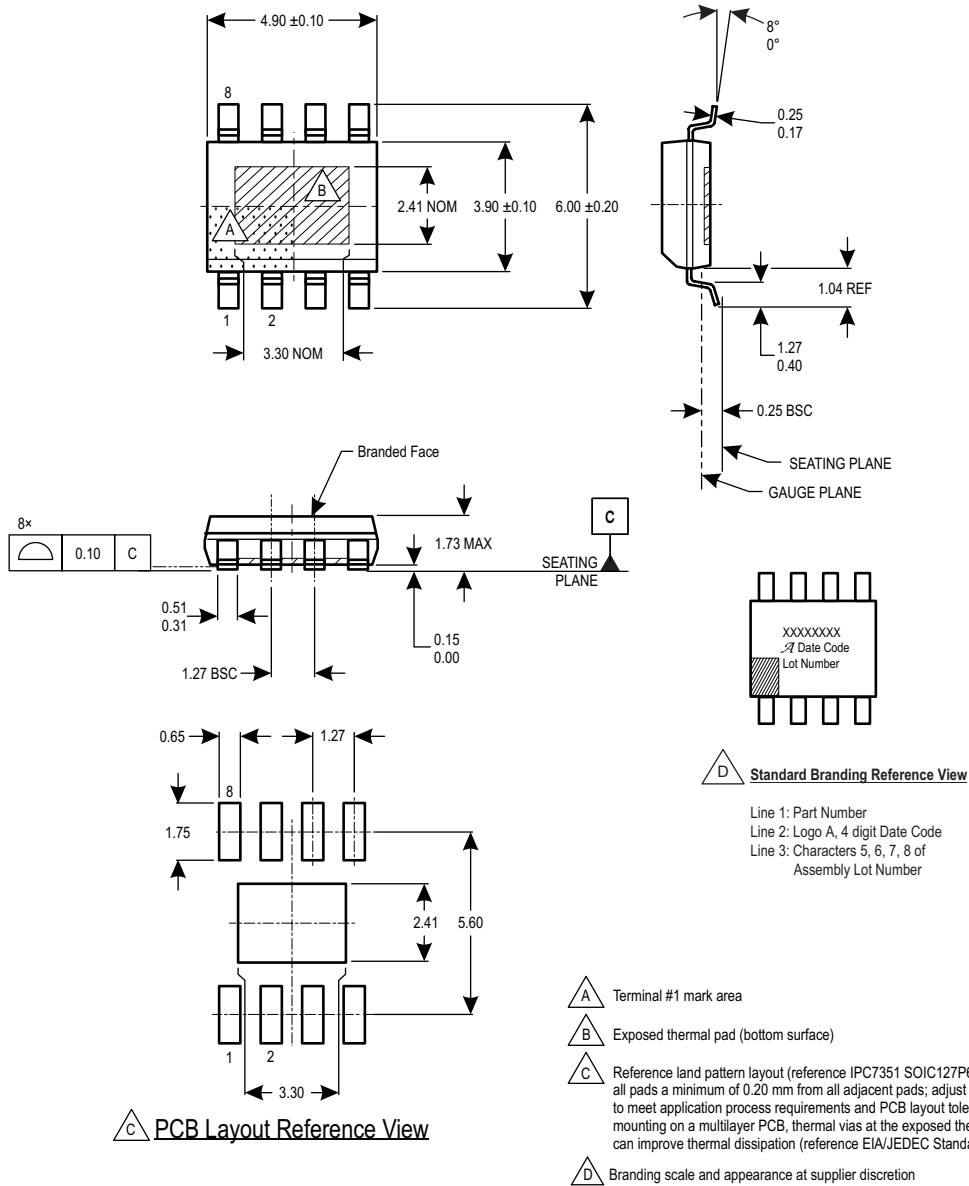 4.90 ±0.10
8°
0°
8
0.25
0.17
B
A
2.41 NOM
3.90 ±0.10
6.00 ±0.20
1.04 REF
1
2
3.30 NOM
1.27
0.40
0.25 BSC
SEATING PLANE
GAUGE PLANE
Branded Face
8×
0.10
C
1.73 MAX
C
SEATING
PLANE
0.51
0.31
0.15
0.00
1.27 BSC
XXXXXXXX
A Date Code
Lot Number
0.65
1.27
8
1.75
D Standard Branding Reference View
Line 1: Part Number
Line 2: Logo A, 4 digit Date Code
Line 3: Characters 5, 6, 7, 8 of
Assembly Lot Number
2.41
5.60
1
2
3.30
C PCB Layout Reference View
A Terminal #1 mark area
B Exposed thermal pad (bottom surface)
C Reference land pattern layout (reference IPC7351 SOIC127P6
all pads a minimum of 0.20 mm from all adjacent pads; adjust
to meet application process requirements and PCB layout tole
mounting on a multilayer PCB, thermal vias at the exposed the
can improve thermal dissipation (reference EIA/JEDEC Standa
D Branding scale and appearance at supplier discretion